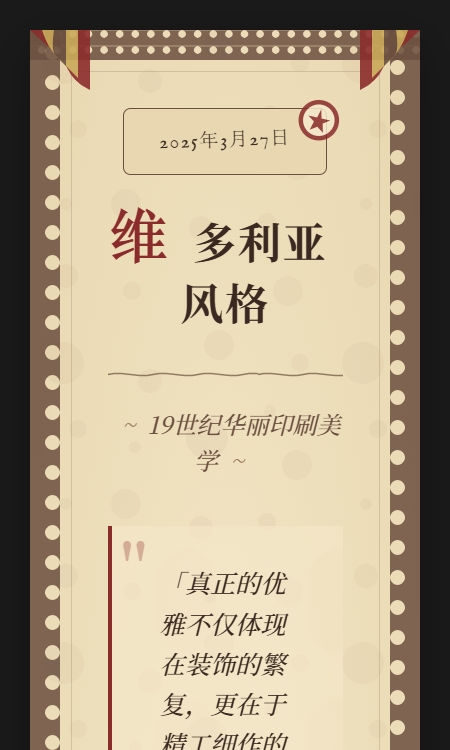 2025年3月27日
维 多利亚
风格
~ 19世纪华丽印刷美
学 ~
"
「真正的优
雅不仅体现
在装饰的繁
复，更在于
精工细作的